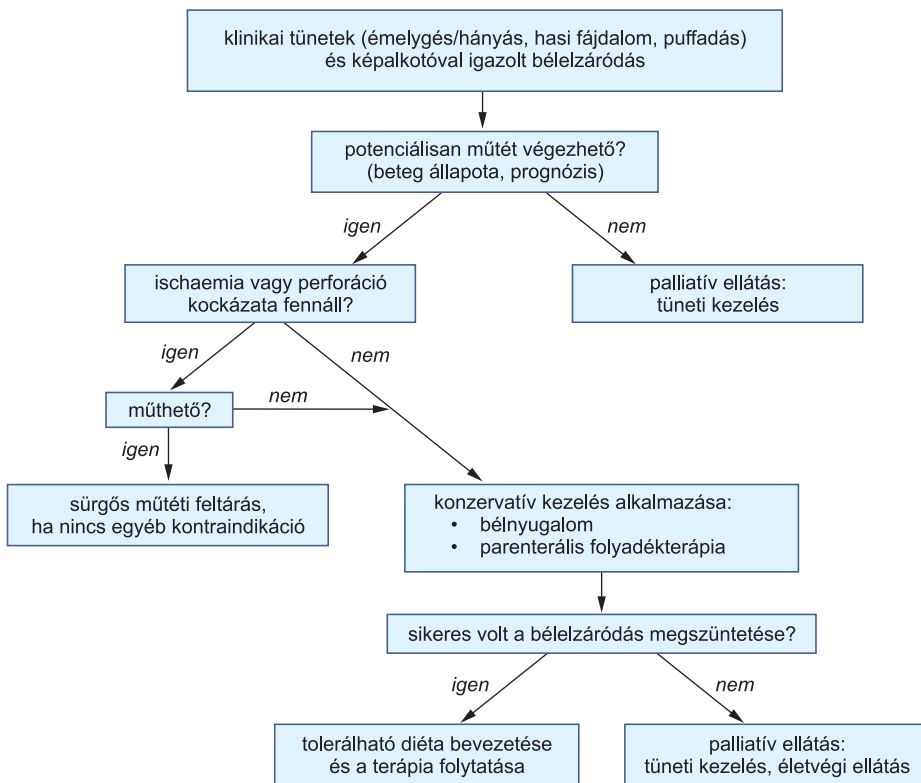 klinikai tünetek (émelygés/hányás, hasi fájdalom, puffadás)
és képalkotóval igazolt bélelzáródás
potenciálisan műtét végezhető?
(beteg állapota, prognózis)
igen
nem
ischaemia vagy perforáció
kockázata fennáll?
palliatív ellátás:
tüneti kezelés
igen
nem
műthető?
nem
igen
sürgős műtéti feltárás,
ha nincs egyéb kontraindikáció
konzervatív kezelés alkalmazása:
• bélnyugalom
• parenterális folyadékterápia
sikeres volt a bélelzáródás megszüntetése?
igen
nem
tolerálható diéta bevezetése
és a terápia folytatása
palliatív ellátás:
tüneti kezelés, életvégi ellátás